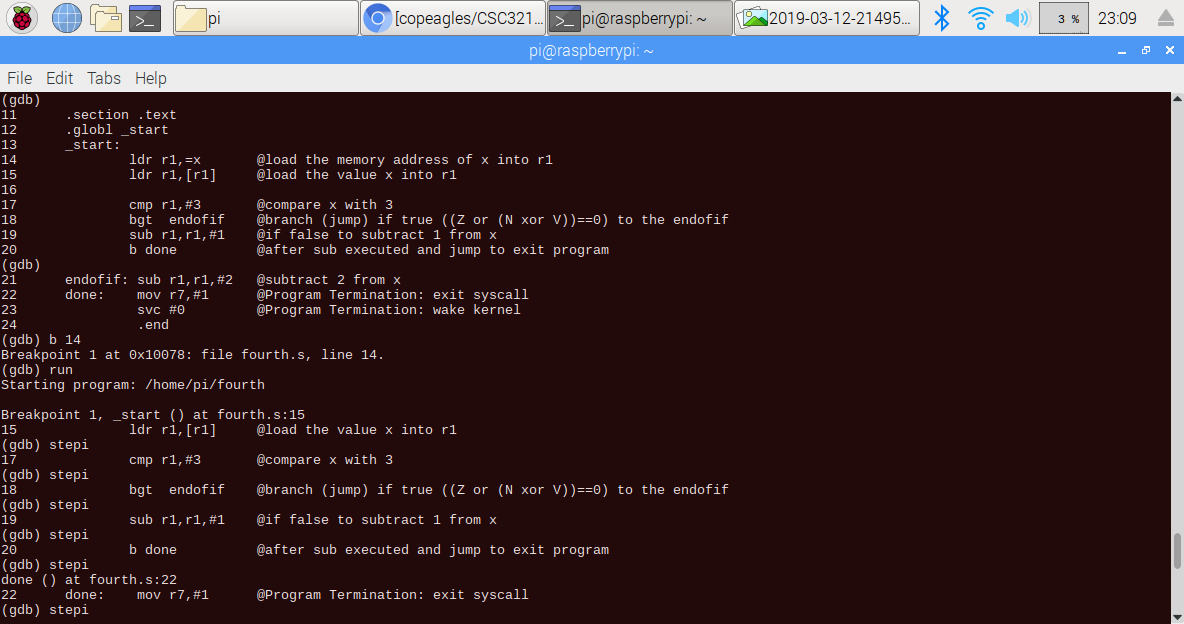 pi
[copeagles/CSC321...
pi@raspberrypi: ~
2019-03-12-21495...
3 %
23:09
pi@raspberrypi: ~
File Edit Tabs Help
(gdb)
11      .section .text
12      .globl _start
13      _start:
14              ldr r1,=x       @load the memory address of x into r1
15              ldr r1,[r1]     @load the value x into r1
16
17              cmp r1,#3       @compare x with 3
18              bgt  endofif    @branch (jump) if true ((Z or (N xor V))==0) to the endofif
19              sub r1,r1,#1    @if false to subtract 1 from x
20              b done          @after sub executed and jump to exit program
(gdb)
21      endofif: sub r1,r1,#2   @subtract 2 from x
22      done:    mov r7,#1      @Program Termination: exit syscall
23               svc #0         @Program Termination: wake kernel
24               .end
(gdb) b 14
Breakpoint 1 at 0x10078: file fourth.s, line 14.
(gdb) run
Starting program: /home/pi/fourth
Breakpoint 1, _start () at fourth.s:15
15              ldr r1,[r1]     @load the value x into r1
(gdb) stepi
17              cmp r1,#3       @compare x with 3
(gdb) stepi
18              bgt  endofif    @branch (jump) if true ((Z or (N xor V))==0) to the endofif
(gdb) stepi
19              sub r1,r1,#1    @if false to subtract 1 from x
(gdb) stepi
20              b done          @after sub executed and jump to exit program
(gdb) stepi
done () at fourth.s:22
22      done:    mov r7,#1      @Program Termination: exit syscall
(gdb) stepi